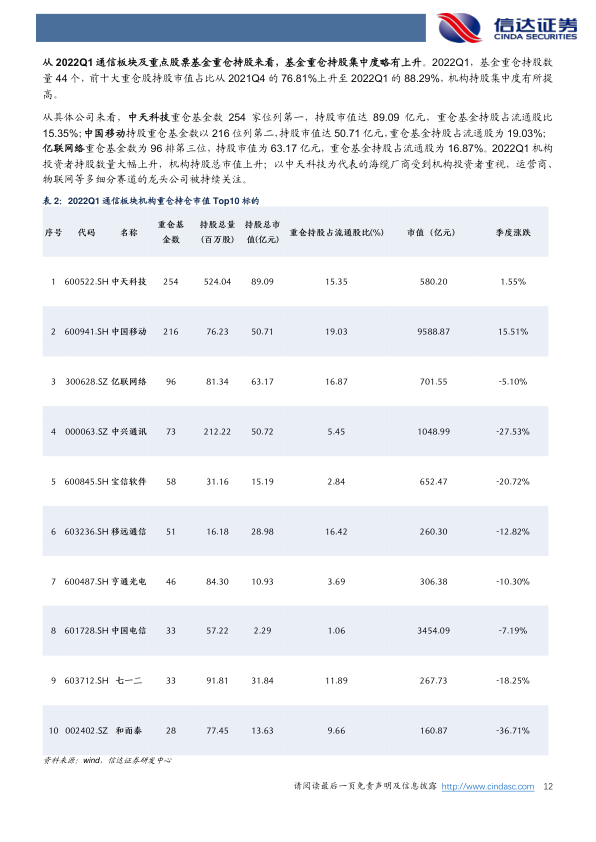 信达证券
CINDA SECURITIES
从 2022Q1 通信板块及重点股票基金重仓持股来看，基金重仓持股集中度略有上升。2022Q1，基金重仓持股数
量 44 个，前十大重仓股持股市值占比从 2021Q4 的 76.81%上升至 2022Q1 的 88.29%，机构持股集中度有所提
高。
从具体公司来看，中天科技重仓基金数 254 家位列第一，持股市值达 89.09 亿元，重仓基金持股占流通股比
15.35%；中国移动持股重仓基金数以 216 位列第二，持股市值达 50.71 亿元，重仓基金持股占流通股为 19.03%；
亿联网络重仓基金数为 96 排第三位，持股市值为 63.17 亿元，重仓基金持股占流通股为 16.87%。2022Q1 机构
投资者持股数量大幅上升，机构持股总市值上升；以中天科技为代表的海缆厂商受到机构投资者重视，运营商、
物联网等多细分赛道的龙头公司被持续关注。
表 2：2022Q1 通信板块机构重仓持仓市值 Top10 标的
序号 代码 名称 重仓基金数 持股总量(百万股) 持股总市值(亿元) 重仓持股占流通股比(%) 市值（亿元） 季度涨跌
1 600522.SH 中天科技 254 524.04 89.09 15.35 580.20 1.55%
2 600941.SH 中国移动 216 76.23 50.71 19.03 9588.87 15.51%
3 300628.SZ 亿联网络 96 81.34 63.17 16.87 701.55 -5.10%
4 000063.SZ 中兴通讯 73 212.22 50.72 5.45 1048.99 -27.53%
5 600845.SH 宝信软件 58 31.16 15.19 2.84 652.47 -20.72%
6 603236.SH 移远通信 51 16.18 28.98 16.42 260.30 -12.82%
7 600487.SH 亨通光电 46 84.30 10.93 3.69 306.38 -10.30%
8 601728.SH 中国电信 33 57.22 2.29 1.06 3454.09 -7.19%
9 603712.SH 七一二 33 91.81 31.84 11.89 267.73 -18.25%
10 002402.SZ 和而泰 28 77.45 13.63 9.66 160.87 -36.71%
资料来源：wind，信达证券研发中心
请阅读最后一页免责声明及信息披露 http://www.cindasc.com 12